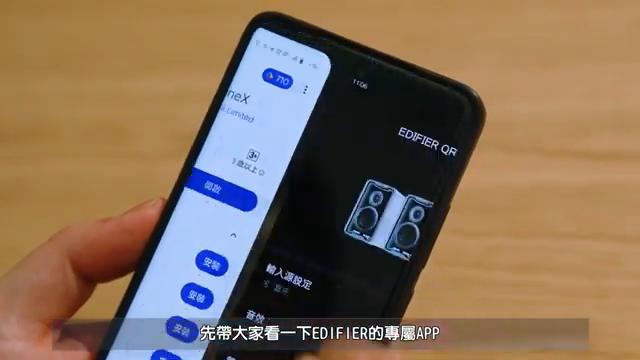 710
neX
Limited
3+
3 歲以上
開啟
安裝
安裝
安裝
11:06
EDIFIER QR
輸入源設定
藍牙
音效
先帶大家看一下EDIFIER的專屬APP